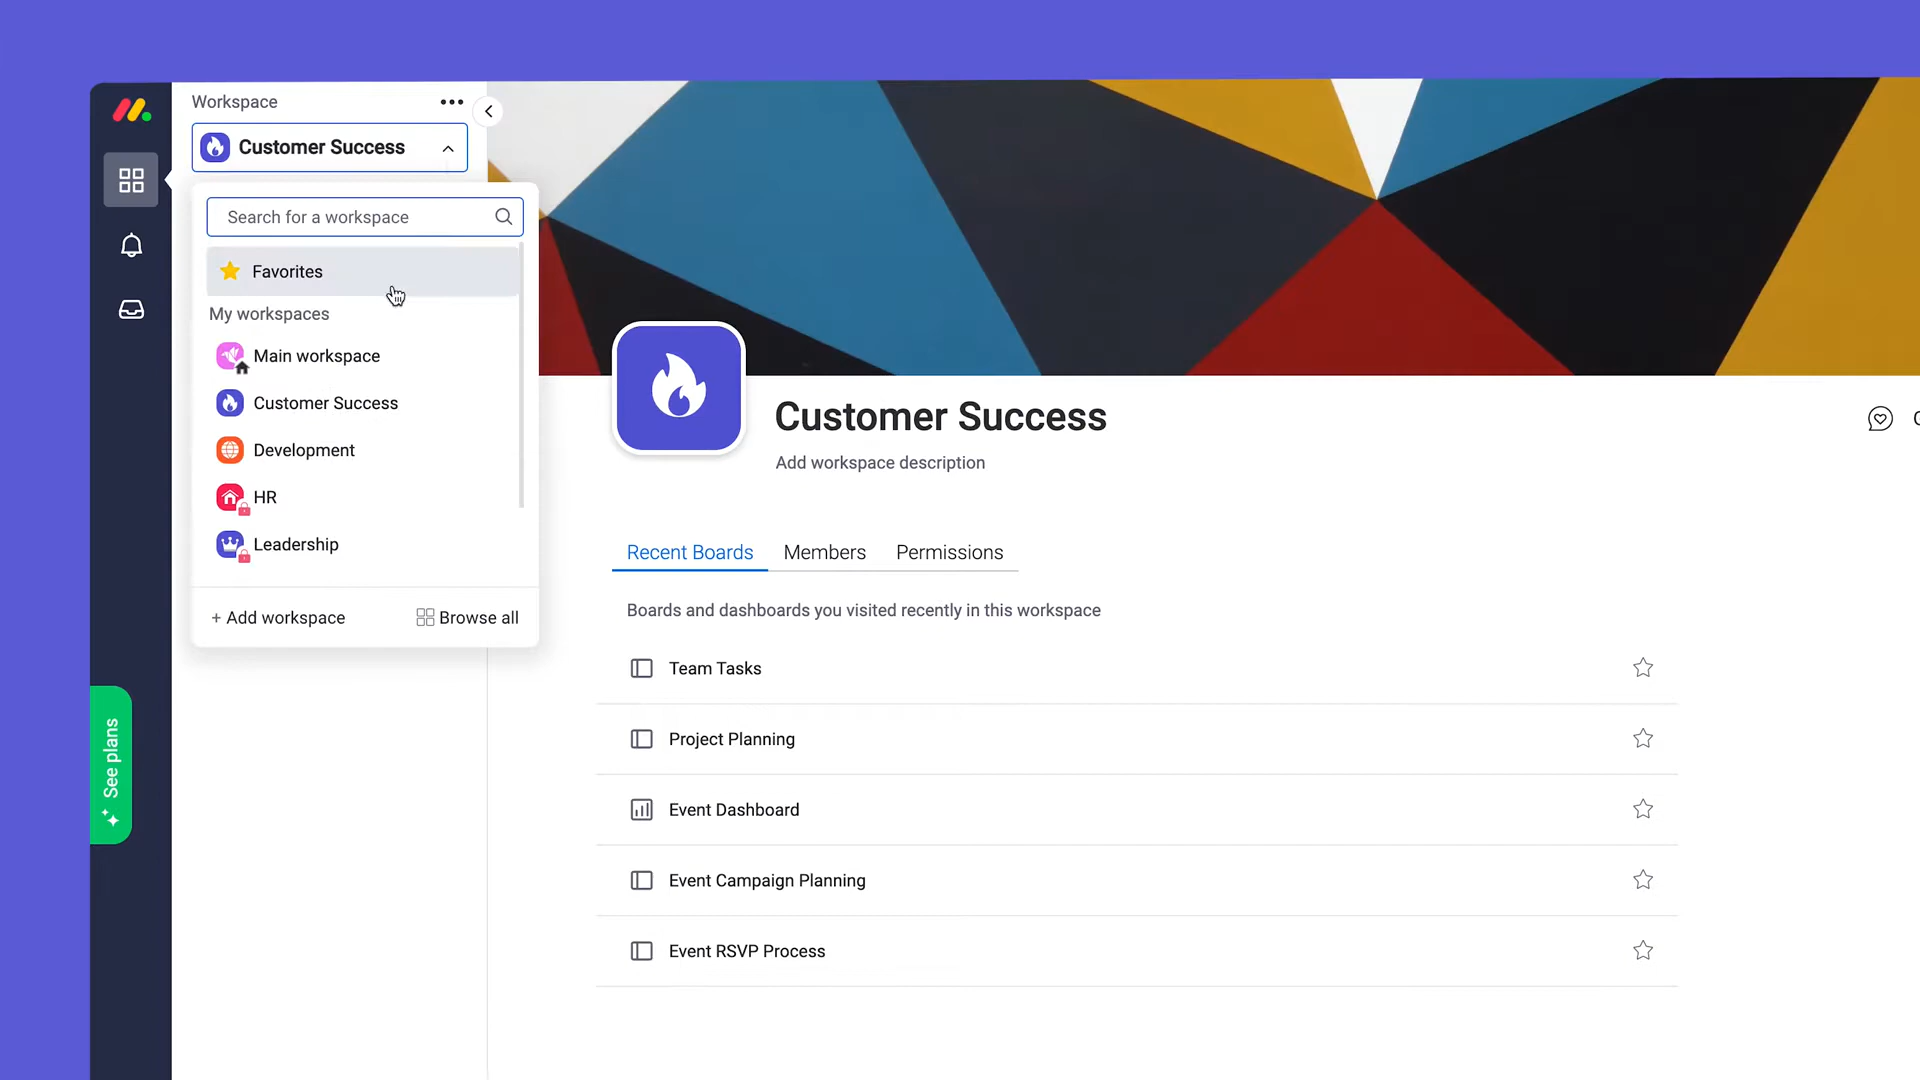 Workspace
Customer Success
Search for a workspace
Favorites
My workspaces
Main workspace
Customer Success
Development
HR
Leadership
+ Add workspace
Browse all
See plans
Customer Success
Add workspace description
Recent Boards
Members
Permissions
Boards and dashboards you visited recently in this workspace
Team Tasks
Project Planning
Event Dashboard
Event Campaign Planning
Event RSVP Process